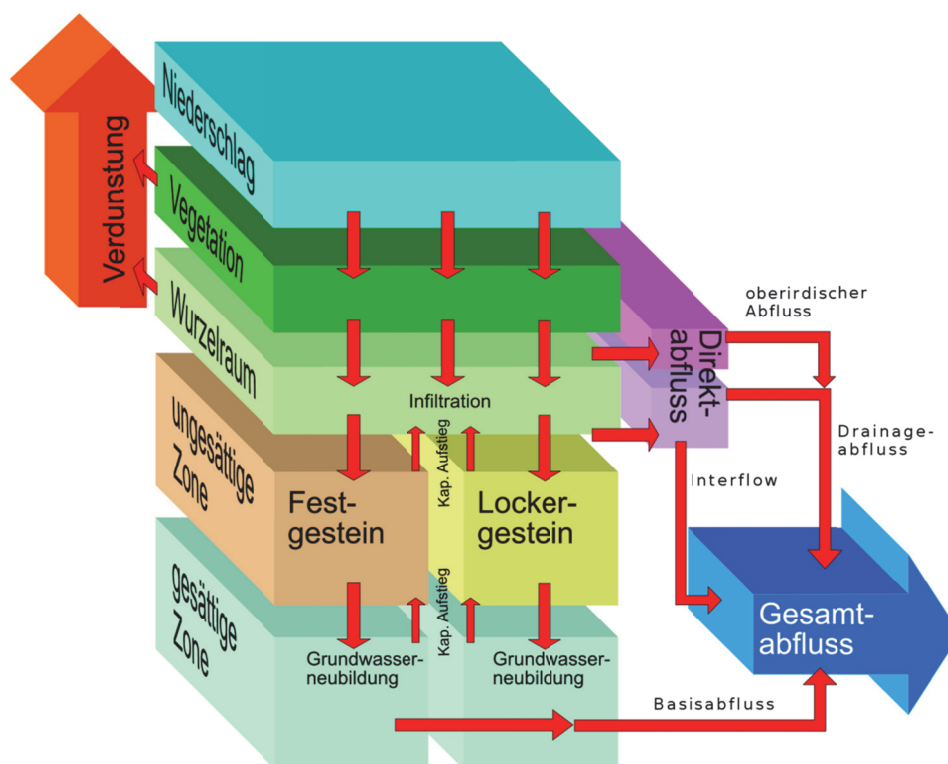 Niederschlag
Verdunstung
Vegetation
Wurzelraum
oberirdischer
Abfluss
Direkt-
abfluss
Infiltration
Kap. Aufstieg
Drainage-
abfluss
Interflow
ungesättige
Zone
Fest-
gestein
Locker-
gestein
gesättige
Zone
Kap. Aufstieg
Gesamt-
abfluss
Grundwasser-
neubildung
Grundwasser-
neubildung
Basisabfluss